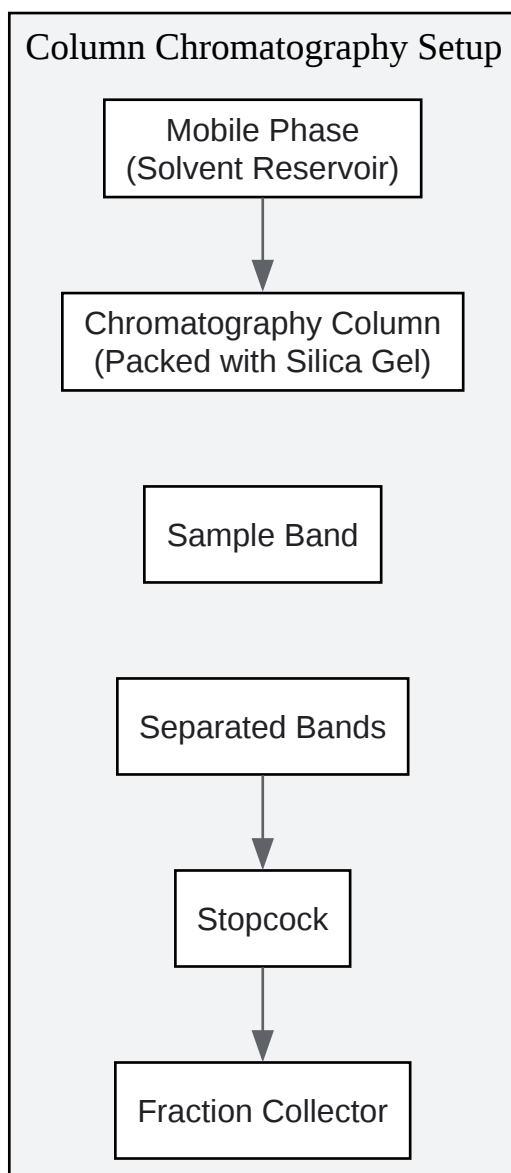 Column Chromatography Setup
Mobile Phase
(Solvent Reservoir)
Chromatography Column
(Packed with Silica Gel)
Sample Band
Separated Bands
Stopcock
Fraction Collector